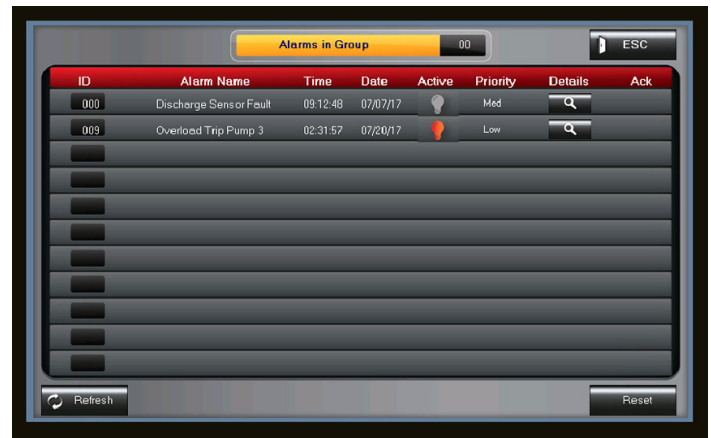 Alarms in Group 00 ESC
ID Alarm Name Time Date Active Priority Details Ack
000 Discharge Sensor Fault 09:12:48 07/07/17 Med
009 Overload Trip Pump 3 02:31:57 07/20/17 Low
Refresh Reset